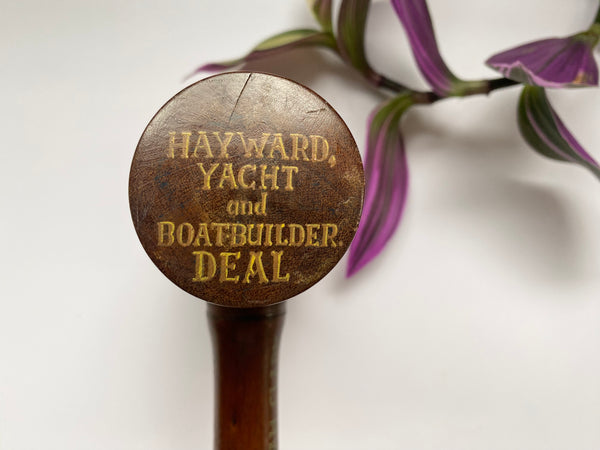 HAYWARD,
YACHT
and
BOATBUILDER.
DEAL